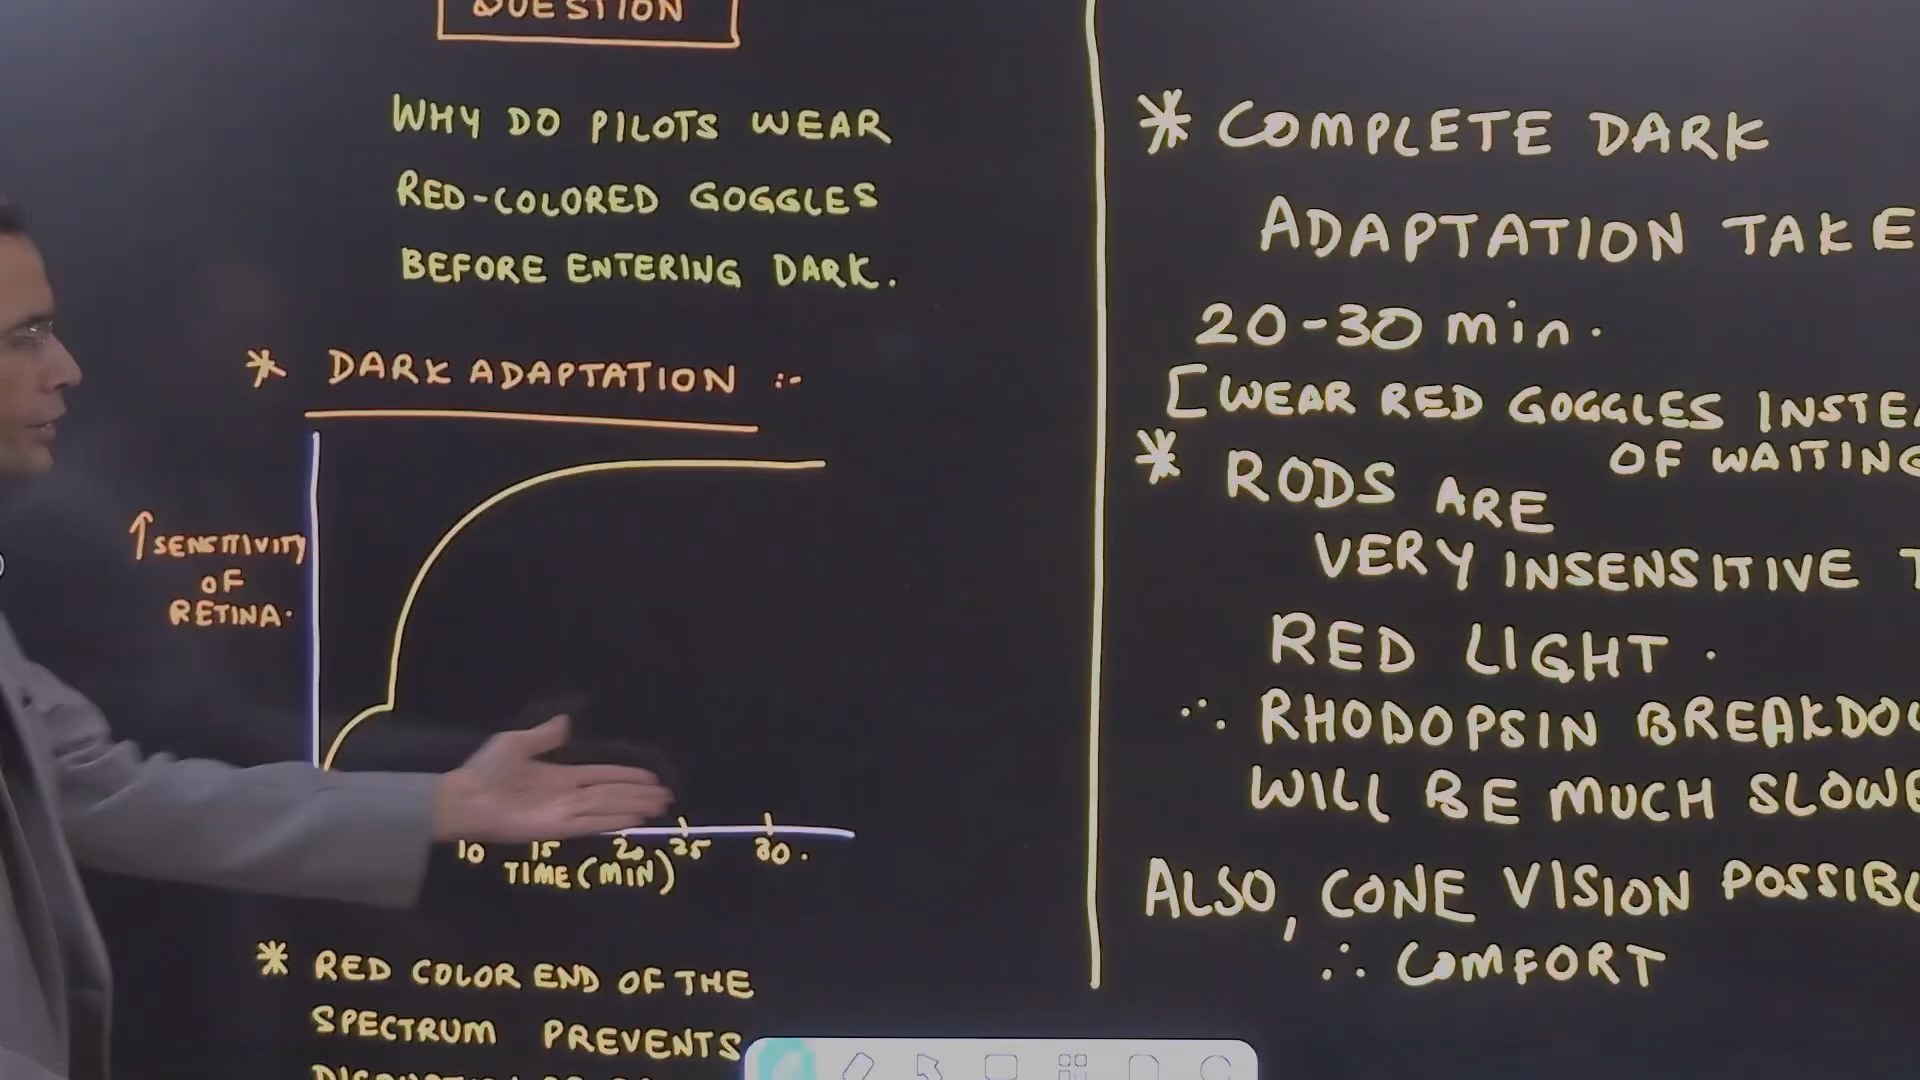 QUESTION
WHY DO PILOTS WEAR
RED-COLORED GOGGLES
BEFORE ENTERING DARK.
* DARK ADAPTATION :-
↑ SENSITIVITY
OF
RETINA.
10 15 20 25 30.
TIME (MIN)
* RED COLOR END OF THE
SPECTRUM PREVENTS
* COMPLETE DARK
ADAPTATION TAKE
20-30 min.
[WEAR RED GOGGLES INSTEA
OF WAITING
* RODS ARE
VERY INSENSITIVE T
RED LIGHT.
∴ RHODOPSIN BREAKDOW
WILL BE MUCH SLOWE
ALSO, CONE VISION POSSIBL
∴ COMFORT